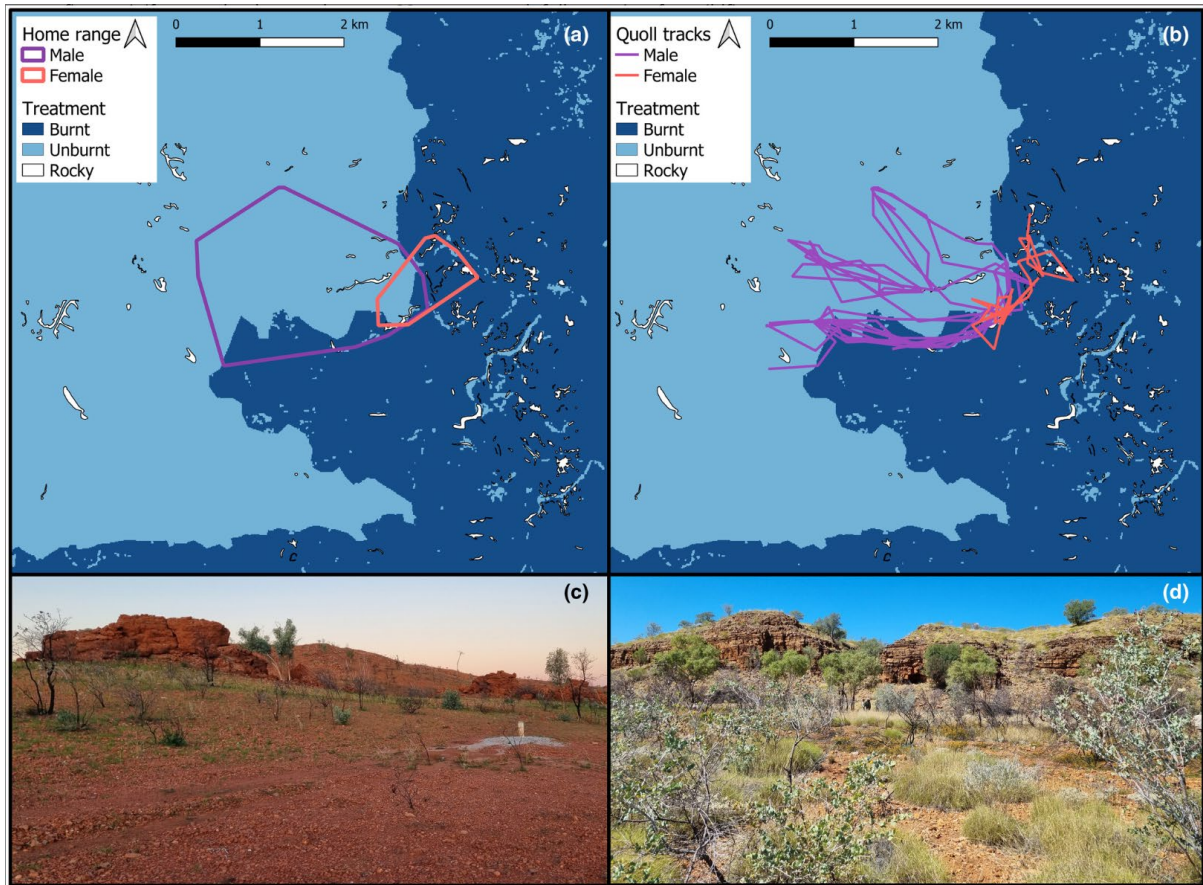 Home range
Male
Female
Treatment
Burnt
Unburnt
Rocky
0 1 2 km
(a)
Quoll tracks
Male
Female
Treatment
Burnt
Unburnt
Rocky
0 1 2 km
(b)
(c)
(d)